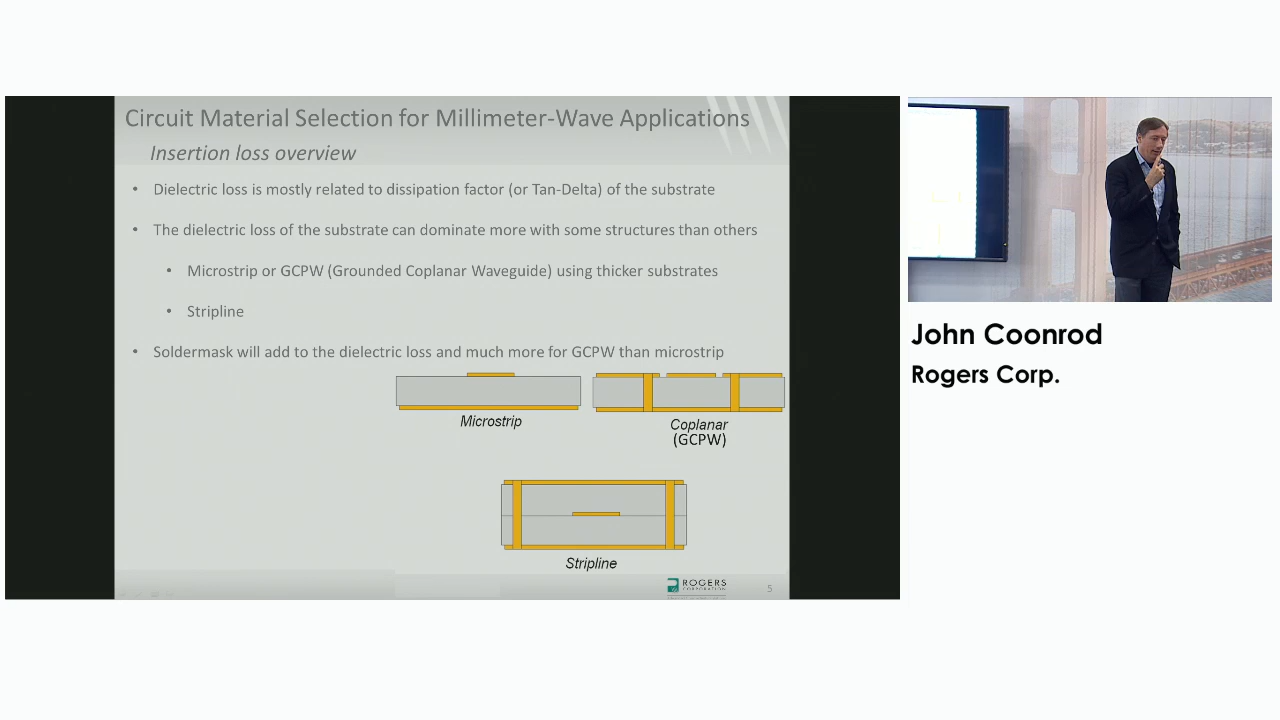 Circuit Material Selection for Millimeter-Wave Applications
Insertion loss overview
• Dielectric loss is mostly related to dissipation factor (or Tan-Delta) of the substrate
• The dielectric loss of the substrate can dominate more with some structures than others
• Microstrip or GCPW (Grounded Coplanar Waveguide) using thicker substrates
• Stripline
• Soldermask will add to the dielectric loss and much more for GCPW than microstrip
Microstrip
Coplanar
(GCPW)
Stripline
ROGERS
CORPORATION
5
John Coonrod
Rogers Corp.